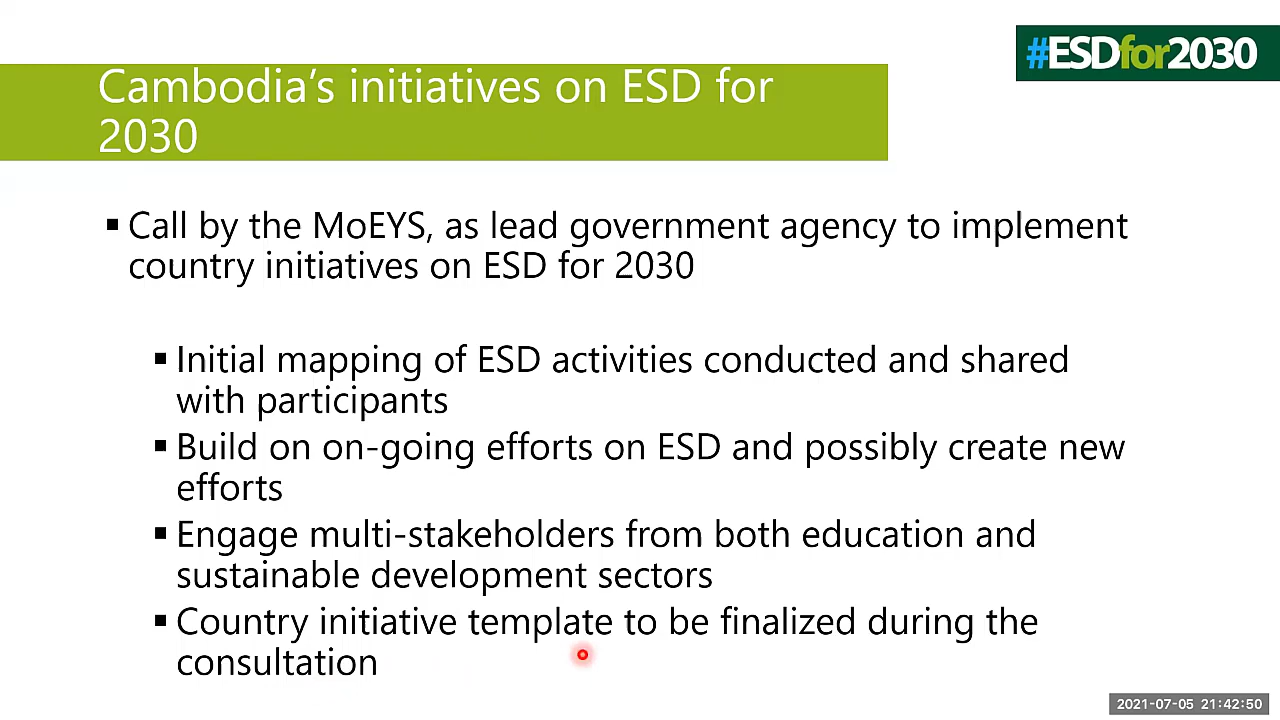 #ESDfor2030
Cambodia's initiatives on ESD for
2030
▪ Call by the MoEYS, as lead government agency to implement
country initiatives on ESD for 2030
▪ Initial mapping of ESD activities conducted and shared
with participants
▪ Build on on-going efforts on ESD and possibly create new
efforts
▪ Engage multi-stakeholders from both education and
sustainable development sectors
▪ Country initiative template to be finalized during the
consultation
2021-07-05 21:42:50